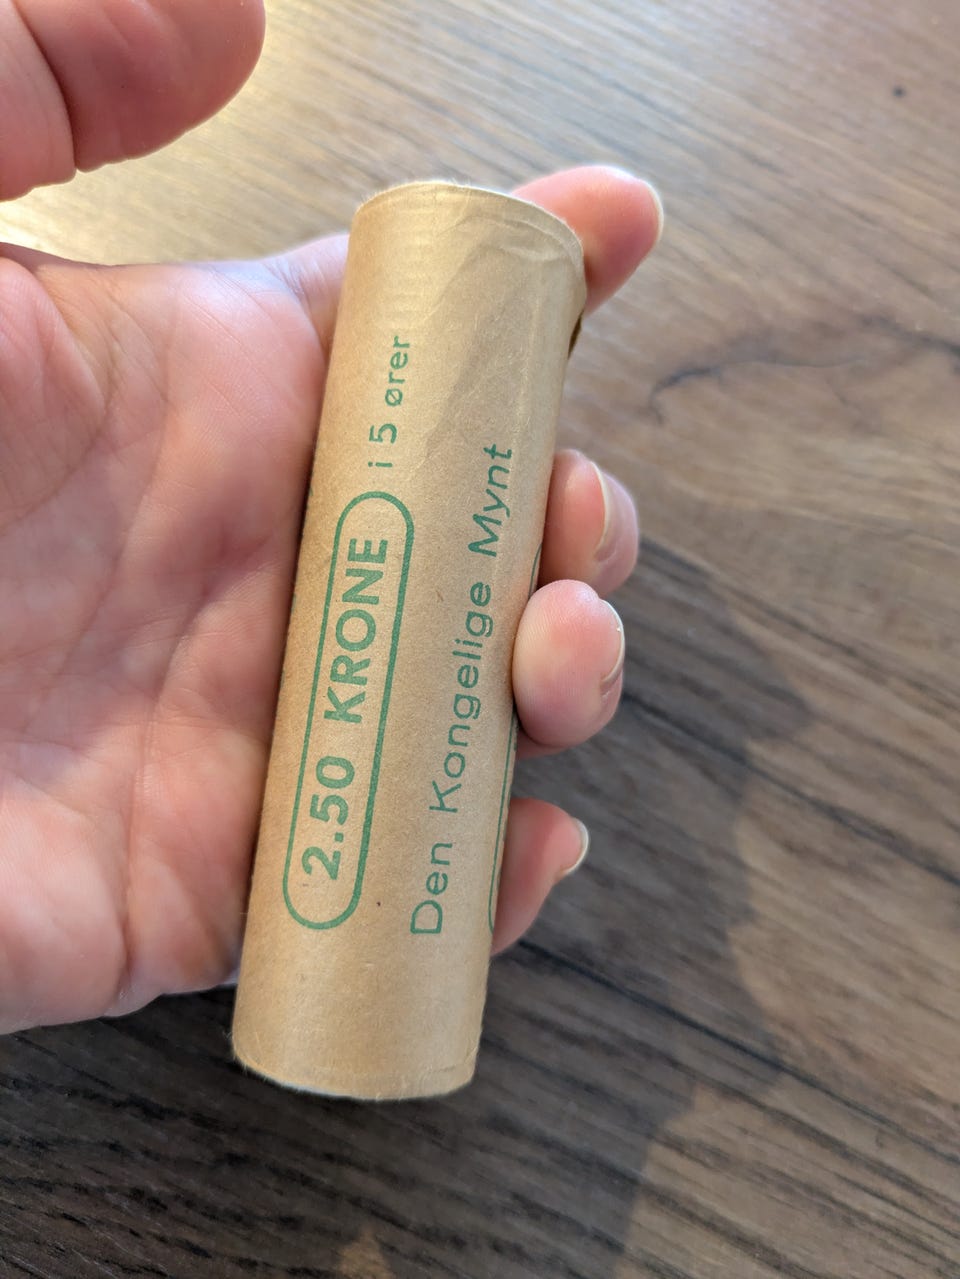 2.50 KRONE i 5 ører
Den Kongelige Mynt